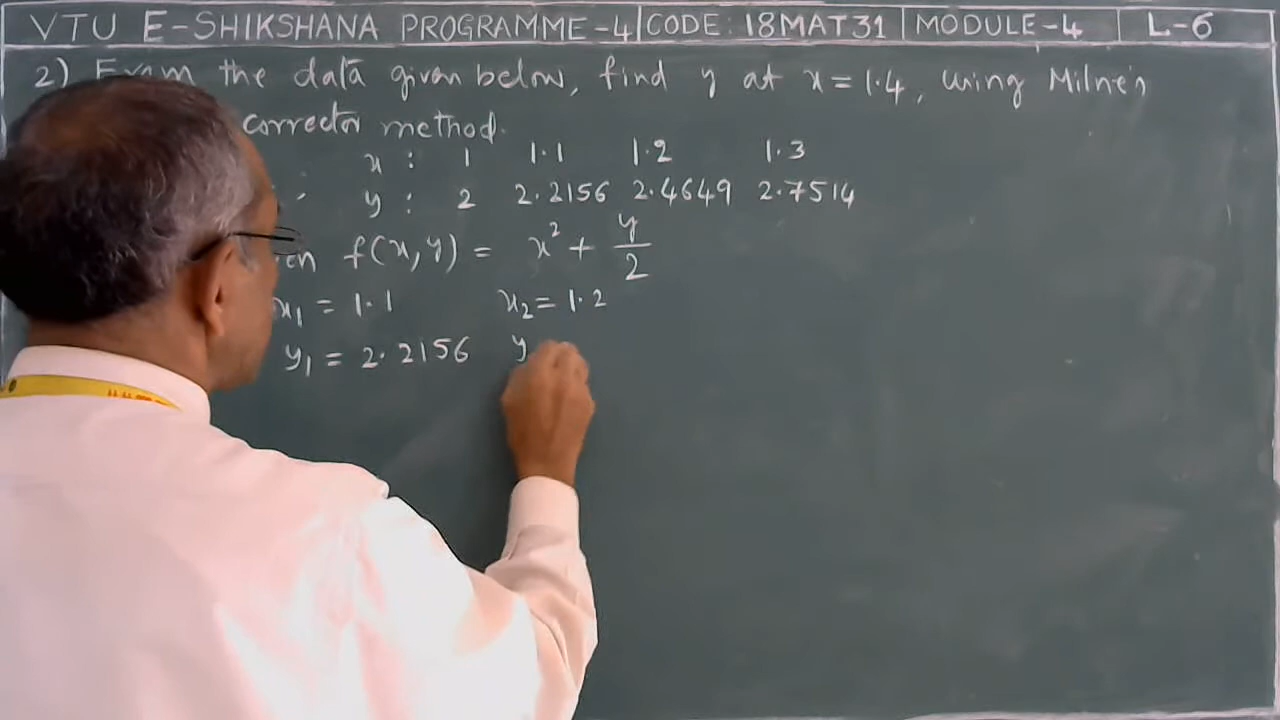 VTU E-SHIKSHANA PROGRAMME-4 CODE: 18MAT31 MODULE-4 L-6
2) From the data given below, find y at x = 1.4, using Milne's
corrector method.
x : 1 1.1 1.2 1.3
y : 2 2.2156 2.4649 2.7514
f(x,y) = x² + y/2
x₁ = 1.1 x₂ = 1.2
y₁ = 2.2156 y